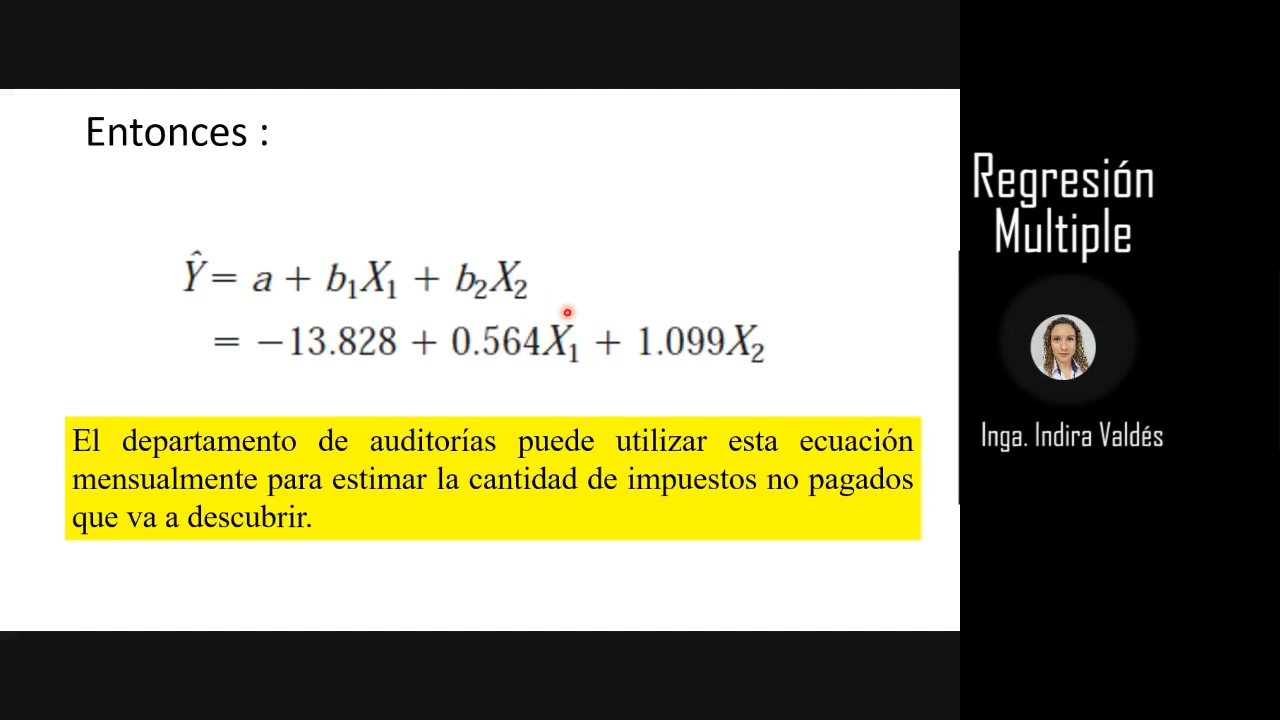 Entonces :
Ŷ = a + b₁X₁ + b₂X₂
= −13.828 + 0.564X₁ + 1.099X₂
El departamento de auditorías puede utilizar esta ecuación
mensualmente para estimar la cantidad de impuestos no pagados
que va a descubrir.
Regresión
Multiple
Inga. Indira Valdés